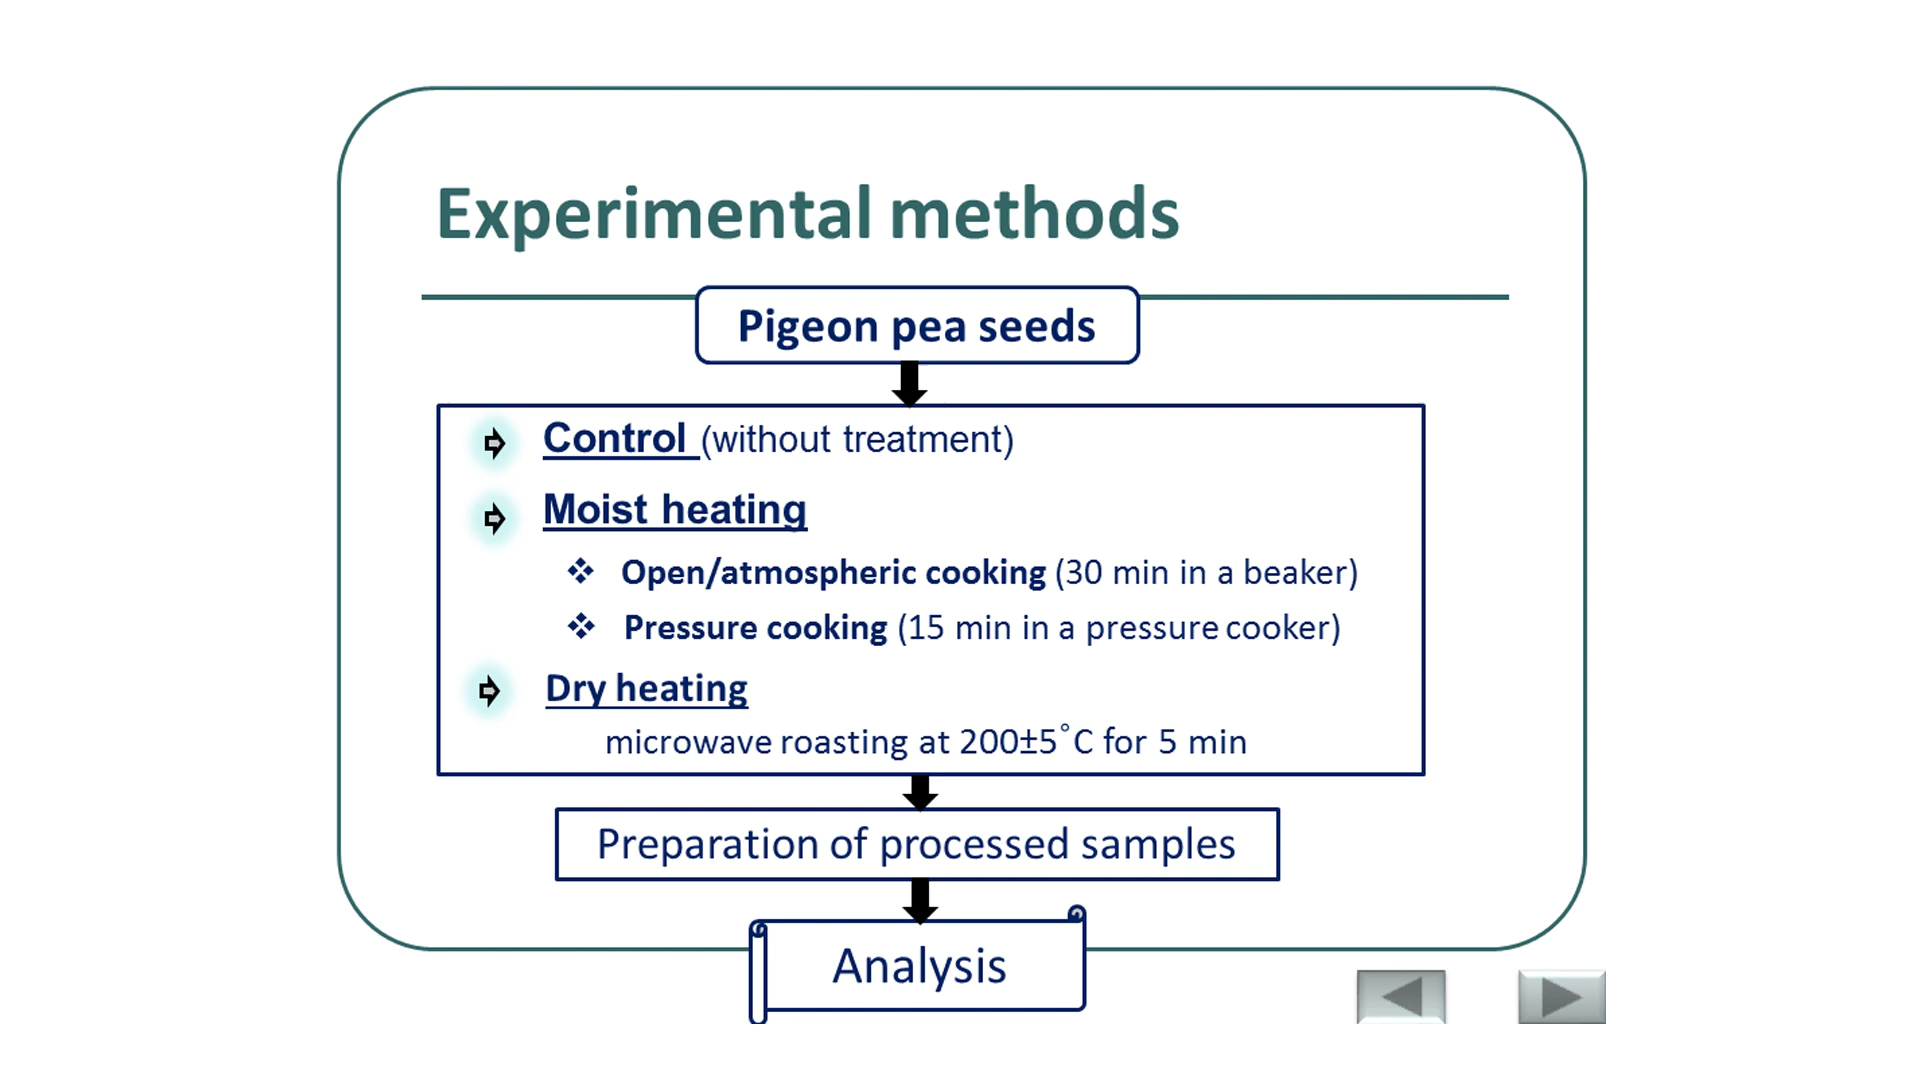 Experimental methods
Pigeon pea seeds
Control (without treatment)
Moist heating
Open/atmospheric cooking (30 min in a beaker)
Pressure cooking (15 min in a pressure cooker)
Dry heating
microwave roasting at 200±5˚C for 5 min
Preparation of processed samples
Analysis